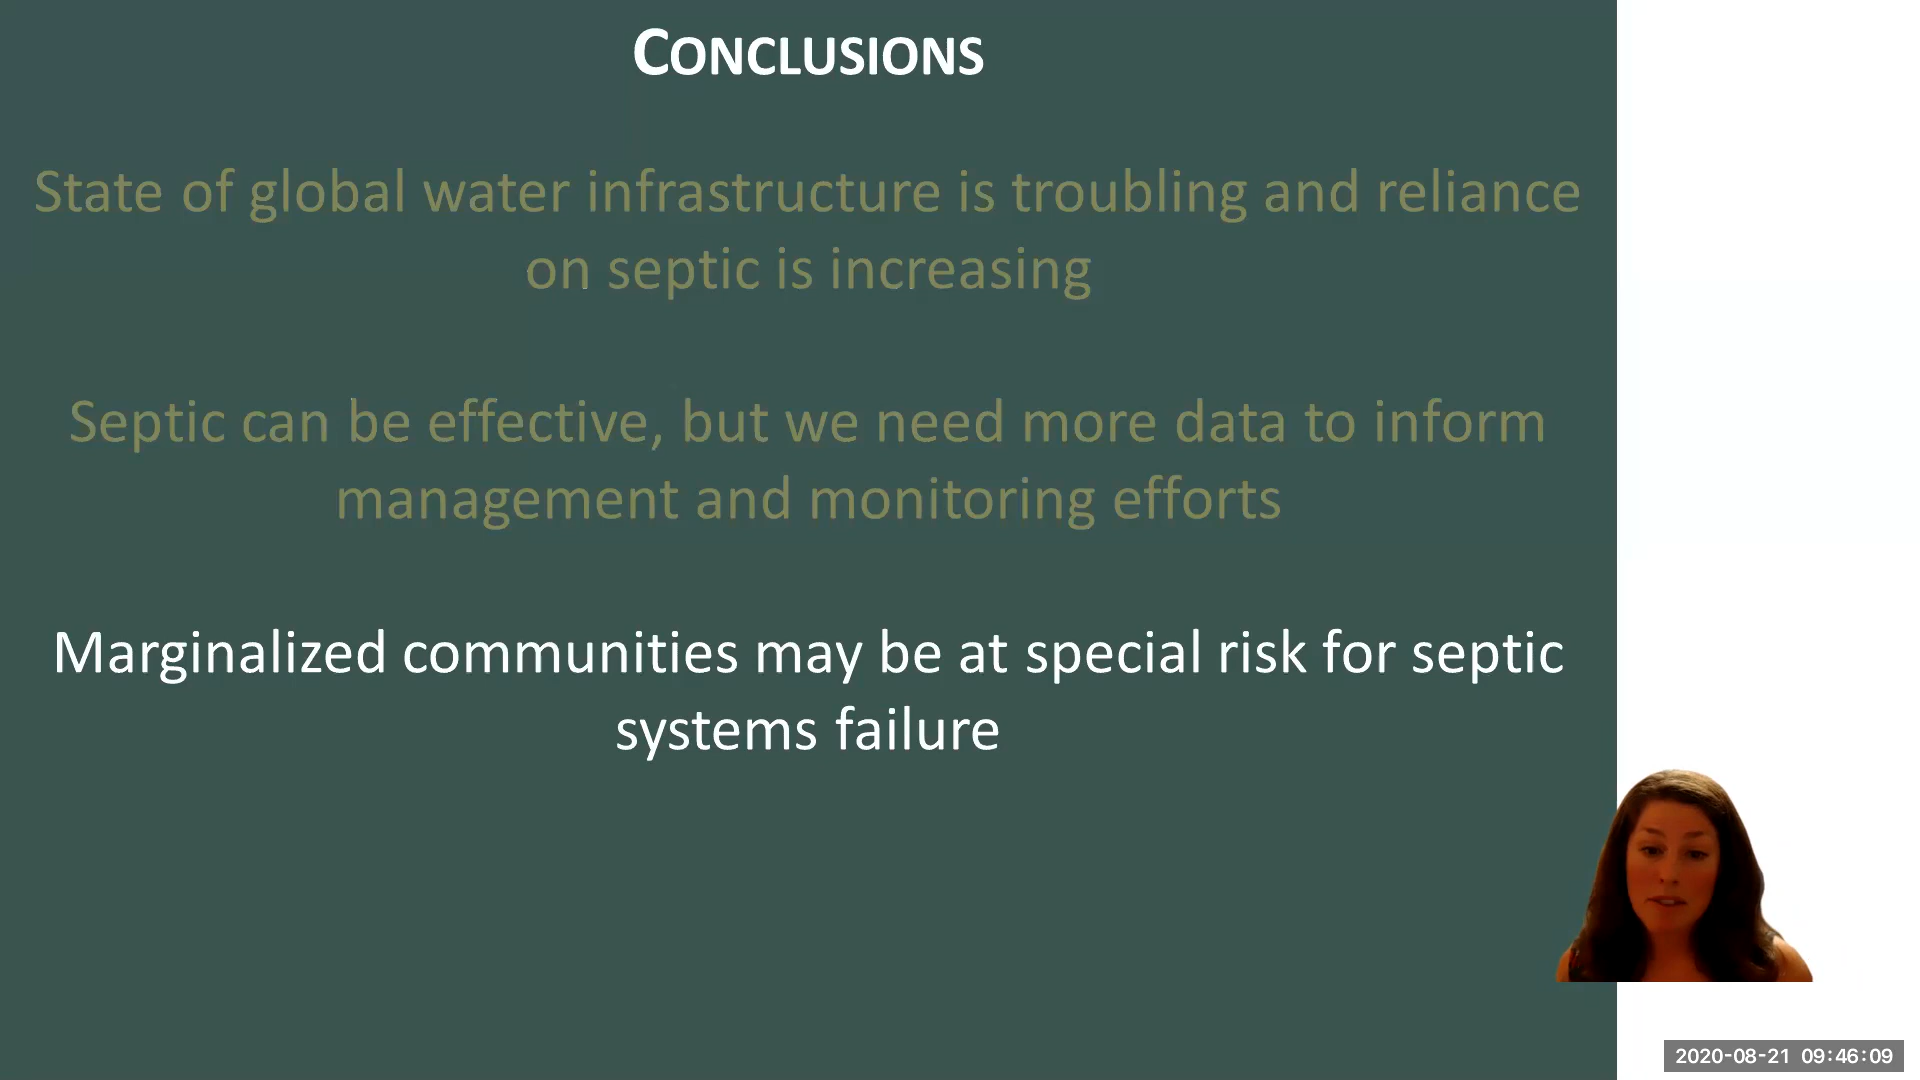 CONCLUSIONS
State of global water infrastructure is troubling and reliance
on septic is increasing
Septic can be effective, but we need more data to inform
management and monitoring efforts
Marginalized communities may be at special risk for septic
systems failure
2020-08-21 09:46:09